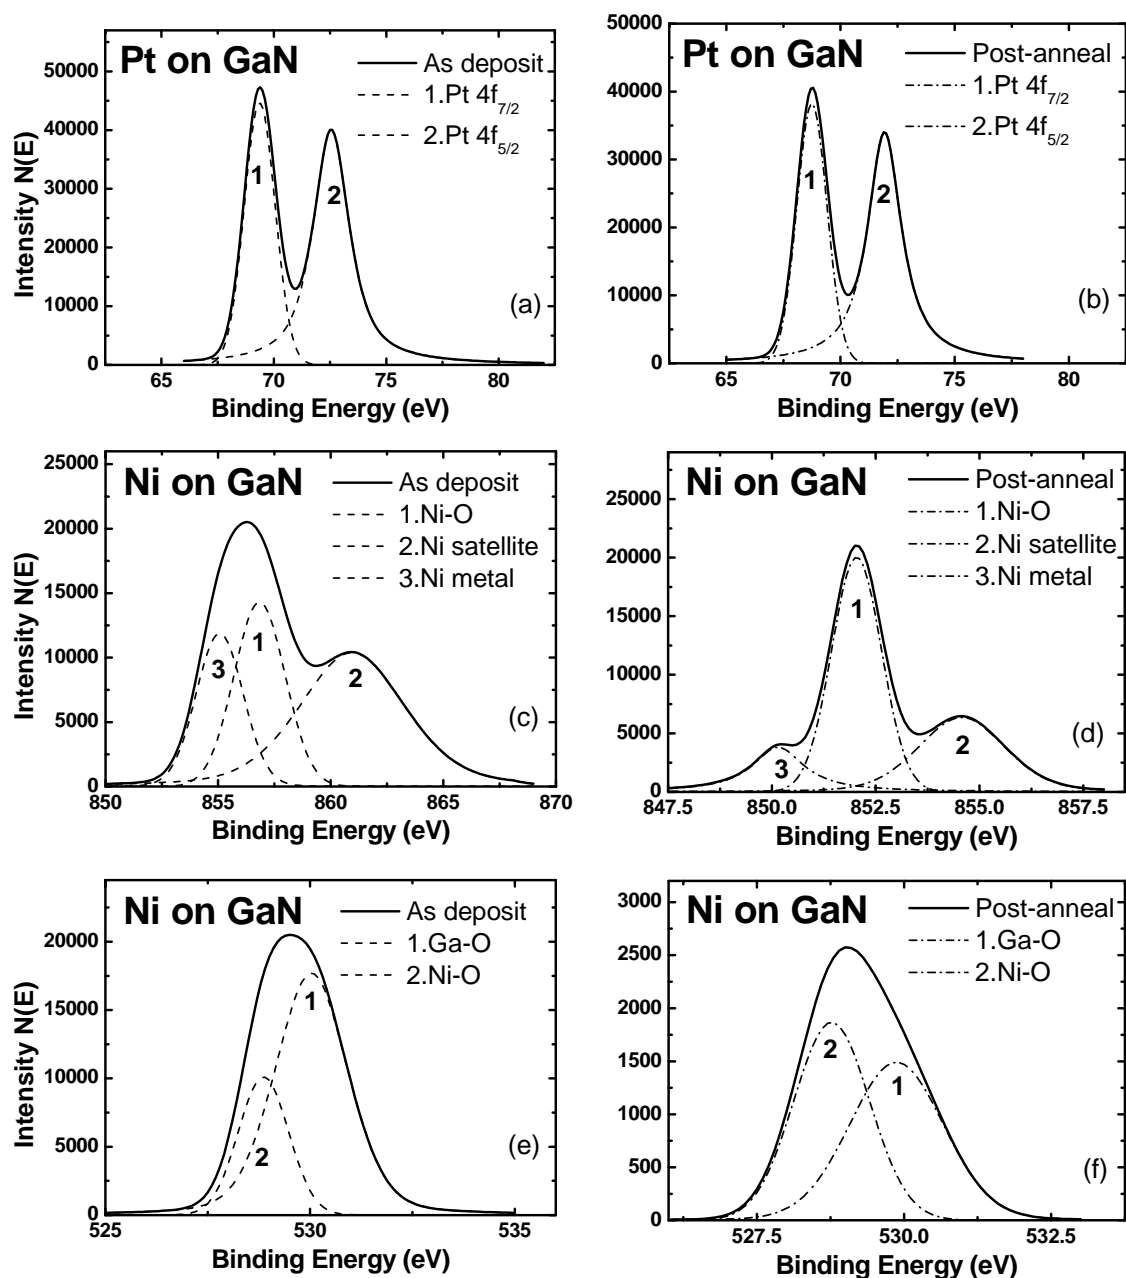 Pt on GaN
As deposit
1.Pt 4f7/2
2.Pt 4f5/2
50000
40000
30000
20000
10000
0
Intensity N(E)
1
2
(a)
65 70 75 80
Binding Energy (eV)
Pt on GaN
Post-anneal
1.Pt 4f7/2
2.Pt 4f5/2
50000
40000
30000
20000
10000
0
1
2
(b)
65 70 75 80
Binding Energy (eV)
Ni on GaN
As deposit
1.Ni-O
2.Ni satellite
3.Ni metal
25000
20000
15000
10000
5000
0
Intensity N(E)
3
1
2
(c)
850 855 860 865 870
Binding Energy (eV)
Ni on GaN
Post-anneal
1.Ni-O
2.Ni satellite
3.Ni metal
25000
20000
15000
10000
5000
0
1
2
3
(d)
847.5 850.0 852.5 855.0 857.5
Binding Energy (eV)
Ni on GaN
As deposit
1.Ga-O
2.Ni-O
20000
15000
10000
5000
0
Intensity N(E)
1
2
(e)
525 530 535
Binding Energy (eV)
Ni on GaN
Post-anneal
1.Ga-O
2.Ni-O
3000
2500
2000
1500
1000
500
0
2
1
(f)
527.5 530.0 532.5
Binding Energy (eV)